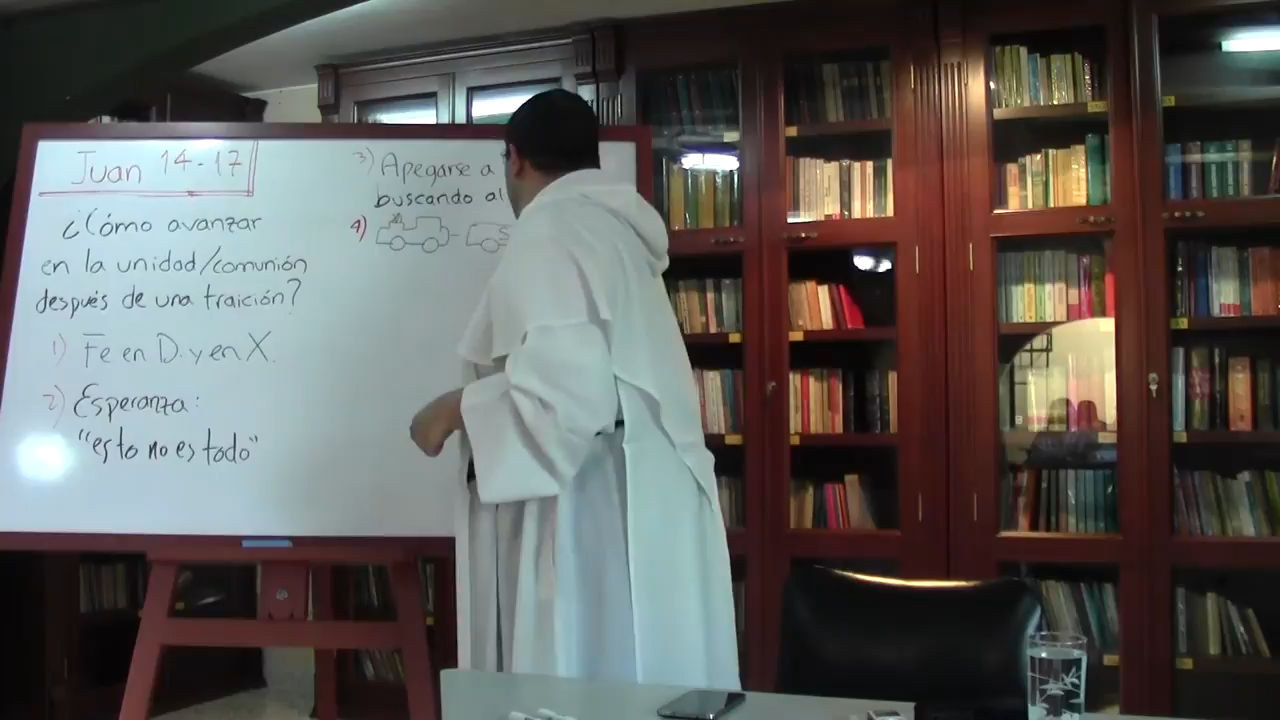 Juan 14-17
¿Cómo avanzar
en la unidad/comunión
después de una traición?
1) Fe en D. y en X.
2) Esperanza:
"esto no es todo"
3) Apegarse a
buscando al
4)